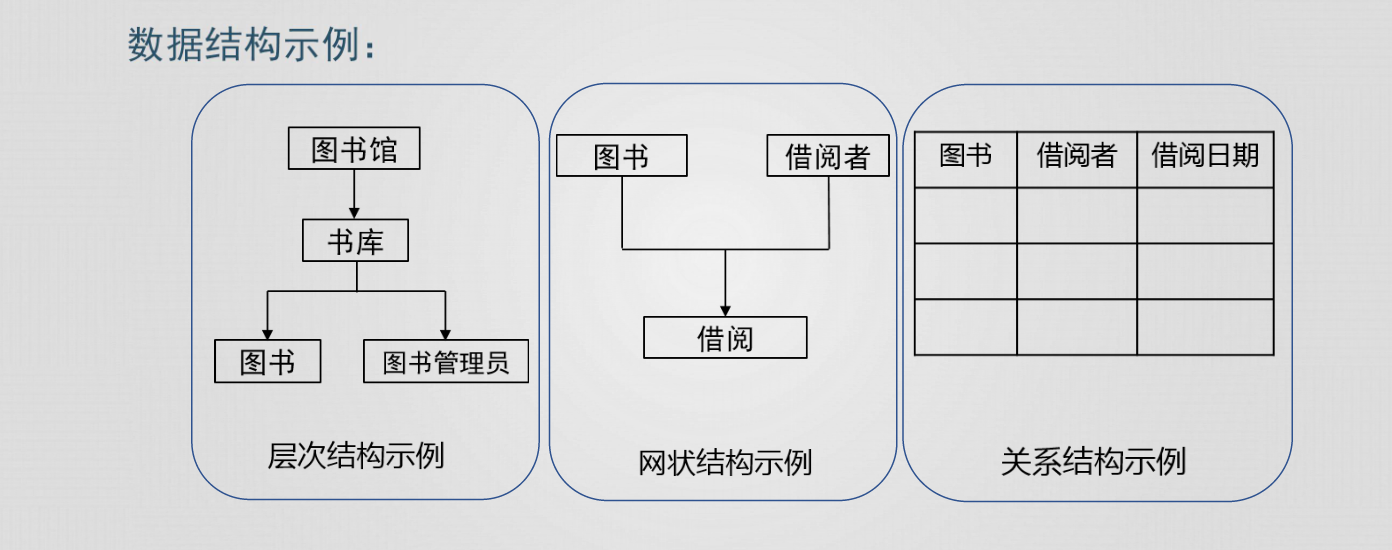 数据结构示例：
图书馆
书库
图书
图书管理员
层次结构示例
图书
借阅者
借阅
网状结构示例
图书 借阅者 借阅日期
关系结构示例